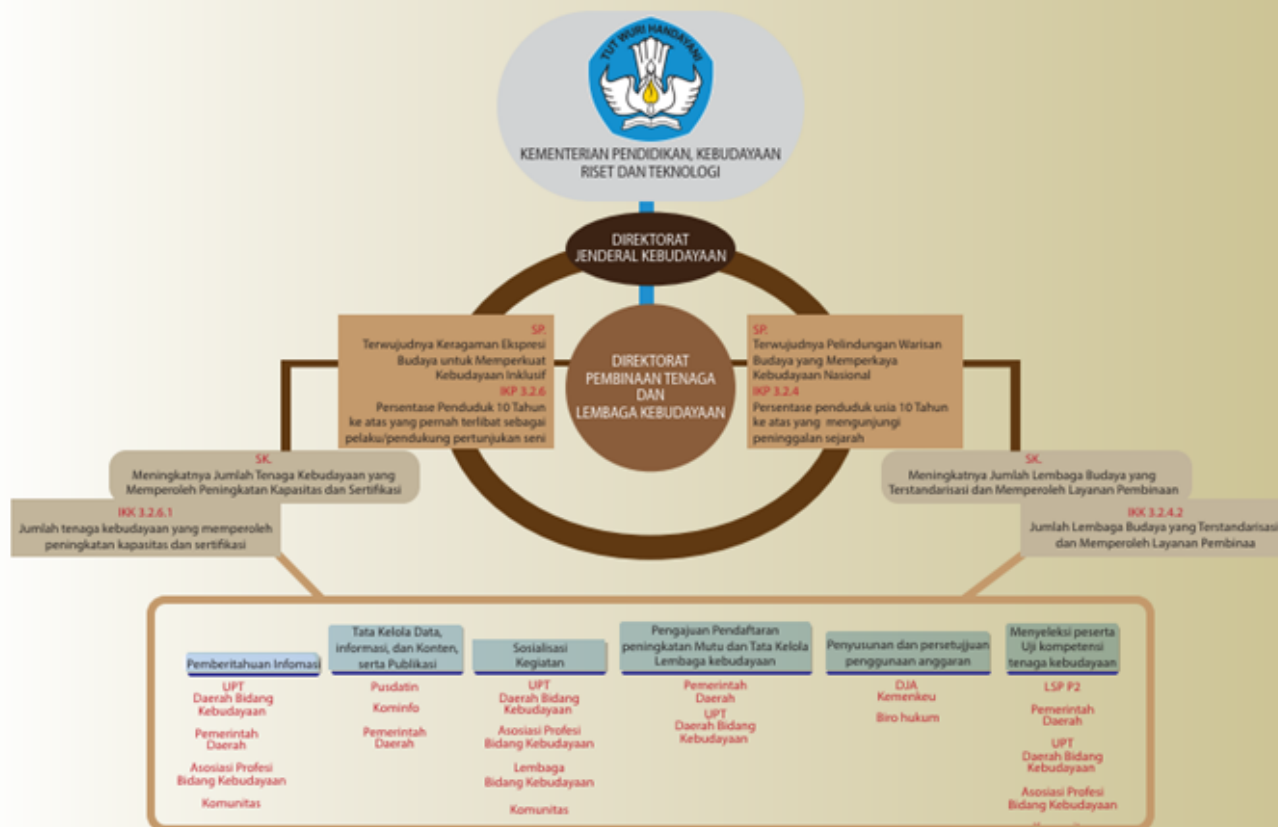 TUT WURI HANDAYANI
KEMENTERIAN PENDIDIKAN, KEBUDAYAAN
RISET DAN TEKNOLOGI
DIREKTORAT
JENDERAL KEBUDAYAAN
DIREKTORAT
PEMBINAAN TENAGA
DAN
LEMBAGA KEBUDAYAAN
SP.
Terwujudnya Keragaman Ekspresi
Budaya untuk Memperkuat
Kebudayaan Inklusif
IKP 3.2.6
Persentase Penduduk 10 Tahun
ke atas yang pernah terlibat sebagai
pelaku/pendukung pertunjukan seni
SP.
Terwujudnya Pelindungan Warisan
Budaya yang Memperkaya
Kebudayaan Nasional
IKP 3.2.4
Persentase penduduk usia 10 Tahun
ke atas yang mengunjungi
peninggalan sejarah
SK.
Meningkatnya Jumlah Tenaga Kebudayaan yang
Memperoleh Peningkatan Kapasitas dan Sertifikasi
IKK 3.2.6.1
Jumlah tenaga kebudayaan yang memperoleh
peningkatan kapasitas dan sertifikasi
SK.
Meningkatnya Jumlah Lembaga Budaya yang
Terstandarisasi dan Memperoleh Layanan Pembinaan
IKK 3.2.4.2
Jumlah Lembaga Budaya yang Terstandarisasi
dan Memperoleh Layanan Pembinaa
Pemberitahuan Infomasi
UPT
Daerah Bidang
Kebudayaan
Pemerintah
Daerah
Asosiasi Profesi
Bidang Kebudayaan
Komunitas
Tata Kelola Data,
informasi, dan Konten,
serta Publikasi
Pusdatin
Kominfo
Pemerintah
Daerah
Sosialisasi
Kegiatan
UPT
Daerah Bidang
Kebudayaan
Asosiasi Profesi
Bidang Kebudayaan
Lembaga
Bidang Kebudayaan
Komunitas
Pengajuan Pendaftaran
peningkatan Mutu dan Tata Kelola
Lembaga kebudayaan
Pemerintah
Daerah
UPT
Daerah Bidang
Kebudayaan
Penyusunan dan persetujjuan
penggunaan anggaran
DJA
Kemenkeu
Biro hukum
Menyeleksi peserta
Uji kompetensi
tenaga kebudayaan
LSP P2
Pemerintah
Daerah
UPT
Daerah Bidang
Kebudayaan
Asosiasi Profesi
Bidang Kebudayaan